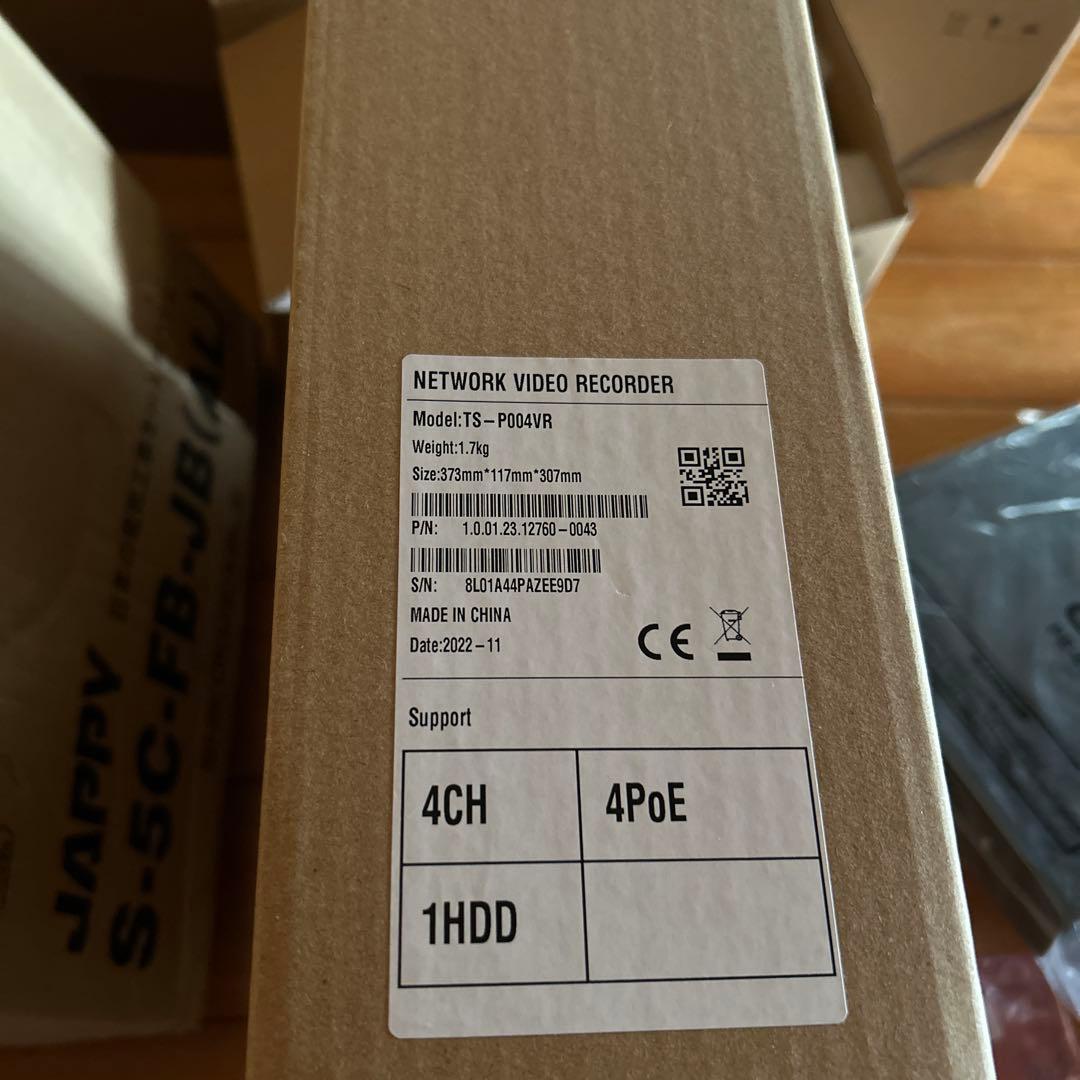 NETWORK VIDEO RECORDER
Model:TS-P004VR
Weight:1.7kg
Size:373mm*117mm*307mm
P/N: 1.0.01.23.12760-0043
S/N: 8L01A44PAZEE9D7
MADE IN CHINA
Date:2022-11
CE
Support
4CH
4PoE
1HDD
JAPPY
S-5C-FB-JB(AL)